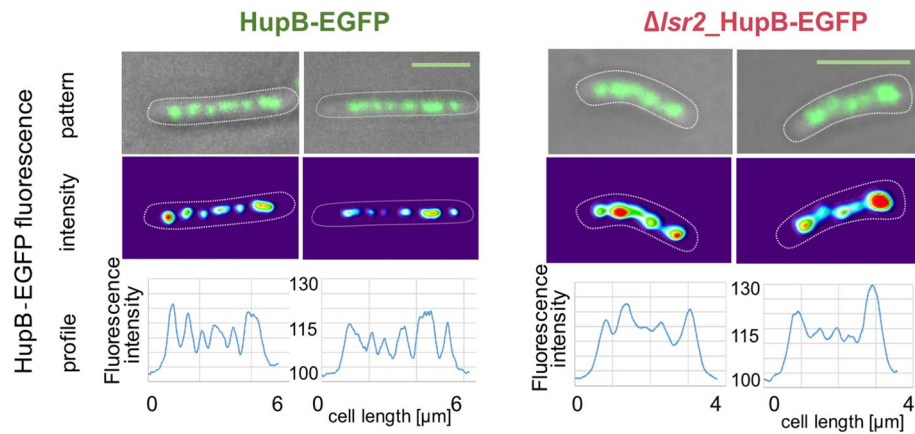 HupB-EGFP
Δlsr2_HupB-EGFP
HupB-EGFP fluorescence
pattern
intensity
profile
Fluorescence
intensity
130
115
100
0
6
0
6
cell length [µm]
Fluorescence
intensity
130
115
100
0
4
0
4
cell length [µm]